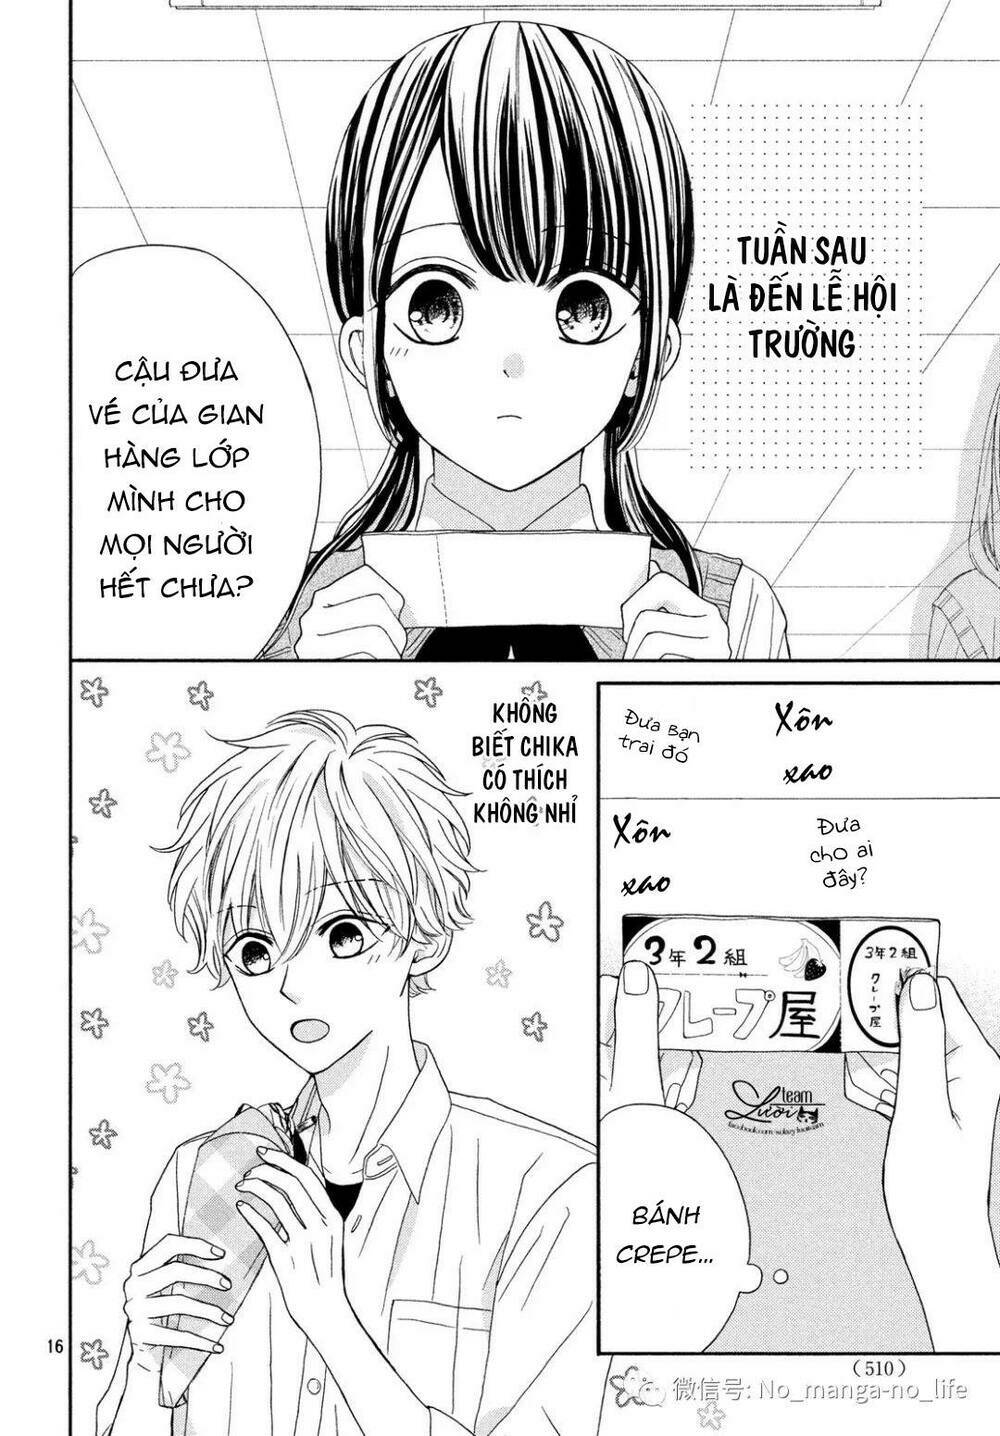 TUẦN SAU
LÀ ĐẾN LỄ HỘI
TRƯỜNG
CẬU ĐƯA
VÉ CỦA GIAN
HÀNG LỚP
MÌNH CHO
MỌI NGƯỜI
HẾT CHƯA?
Xôn
xao
Đưa bạn
trai đó
Đưa
cho ai
đây?
Xôn
xao
3年2組
クレープ屋
3年2組
クレープ屋
team
Lười
BÁNH
CREPE...
KHÔNG
BIẾT CHIKA
CÓ THÍCH
KHÔNG NHỈ
16
(510)
微信号: No_manga-no_life